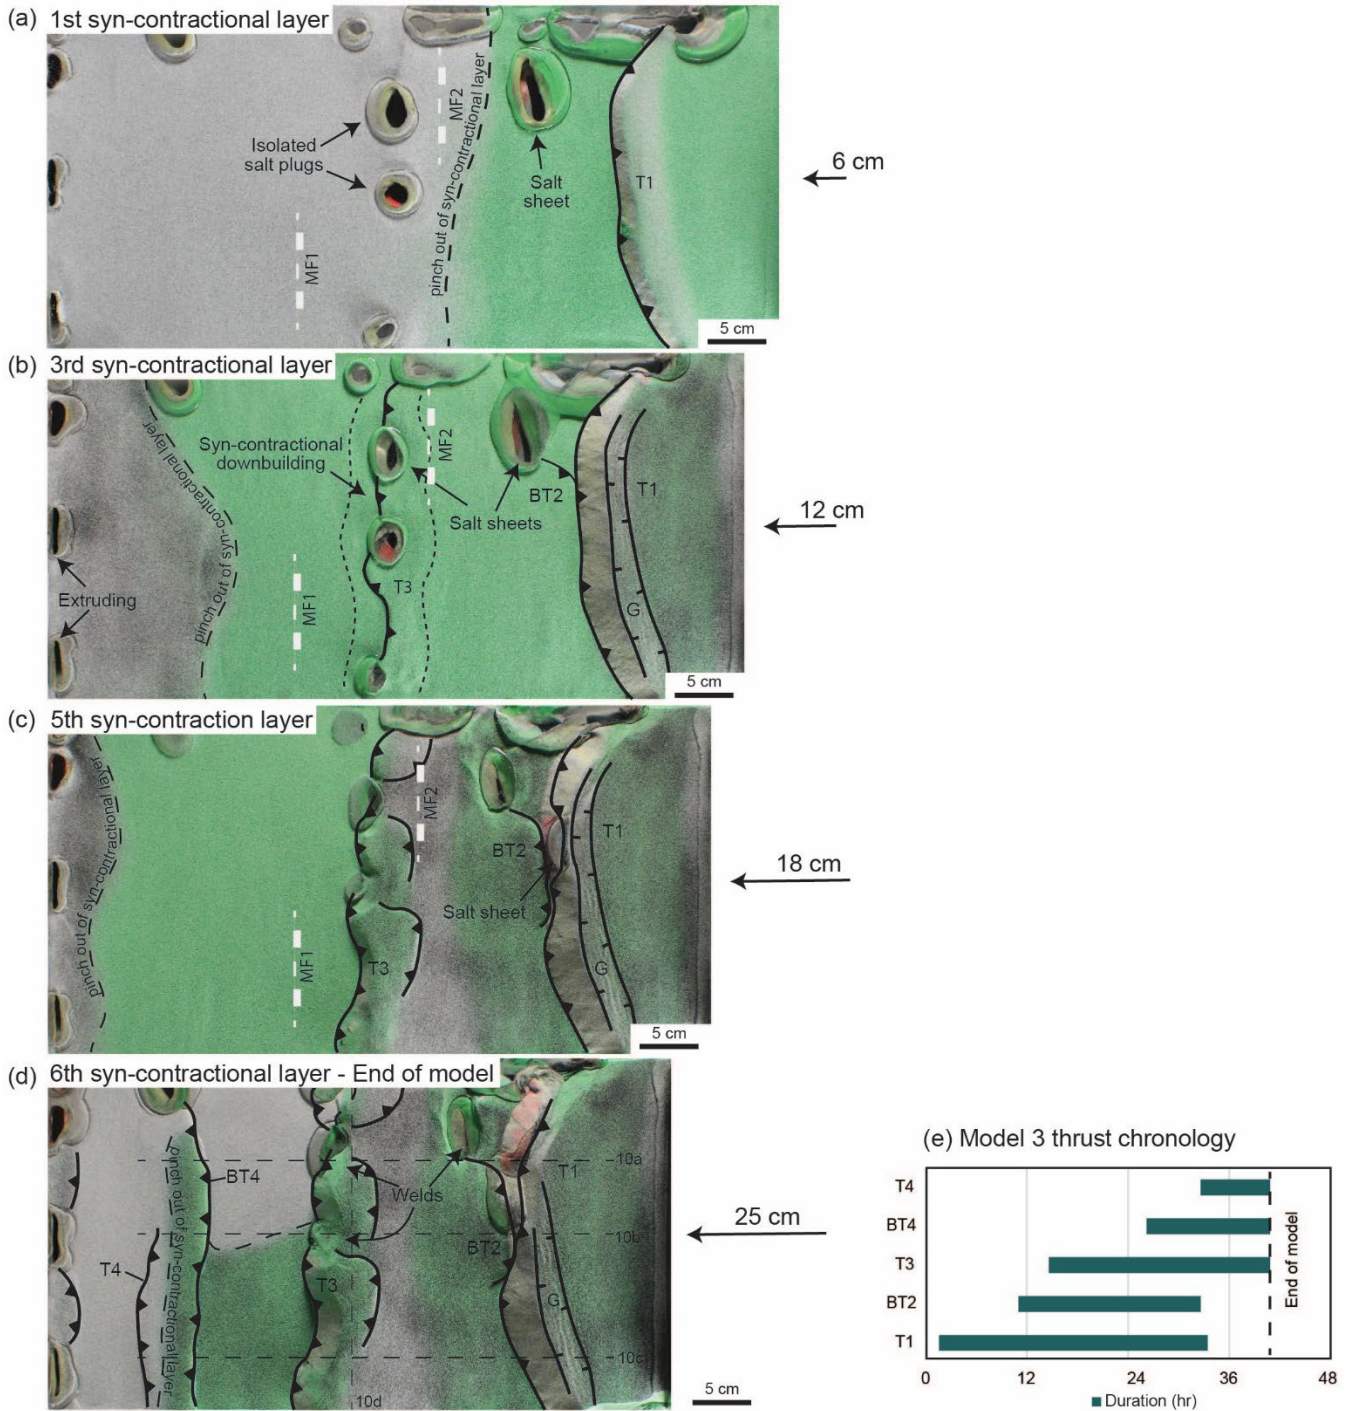 (a) 1st syn-contractional layer
Isolated
salt plugs
MF2
pinch out of syn-contractional layer
Salt
sheet
T1
MF1
5 cm
6 cm
(b) 3rd syn-contractional layer
pinch out of syn-contractional layer
Syn-contractional
downbuilding
MF2
Salt sheets
BT2
T1
T3
MF1
Extruding
G
5 cm
12 cm
(c) 5th syn-contraction layer
pinch out of syn-contractional layer
MF2
T1
BT2
Salt sheet
MF1
T3
G
5 cm
18 cm
(d) 6th syn-contractional layer - End of model
pinch out of syn-contractional layer
BT4
Welds
T1
10a
10b
BT2
T4
T3
G
10c
10d
5 cm
25 cm
(e) Model 3 thrust chronology
T4
BT4
T3
BT2
T1
End of model
0 12 24 36 48
Duration (hr)